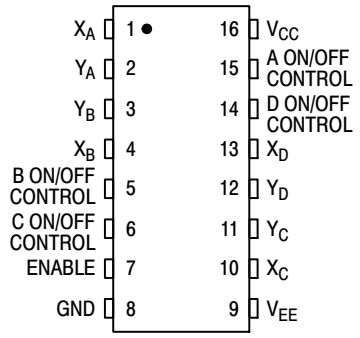 X_A 1 16 V_CC
Y_A 2 15 A ON/OFF
CONTROL
Y_B 3 14 D ON/OFF
CONTROL
X_B 4 13 X_D
B ON/OFF
CONTROL 5 12 Y_D
C ON/OFF
CONTROL 6 11 Y_C
ENABLE 7 10 X_C
GND 8 9 V_EE